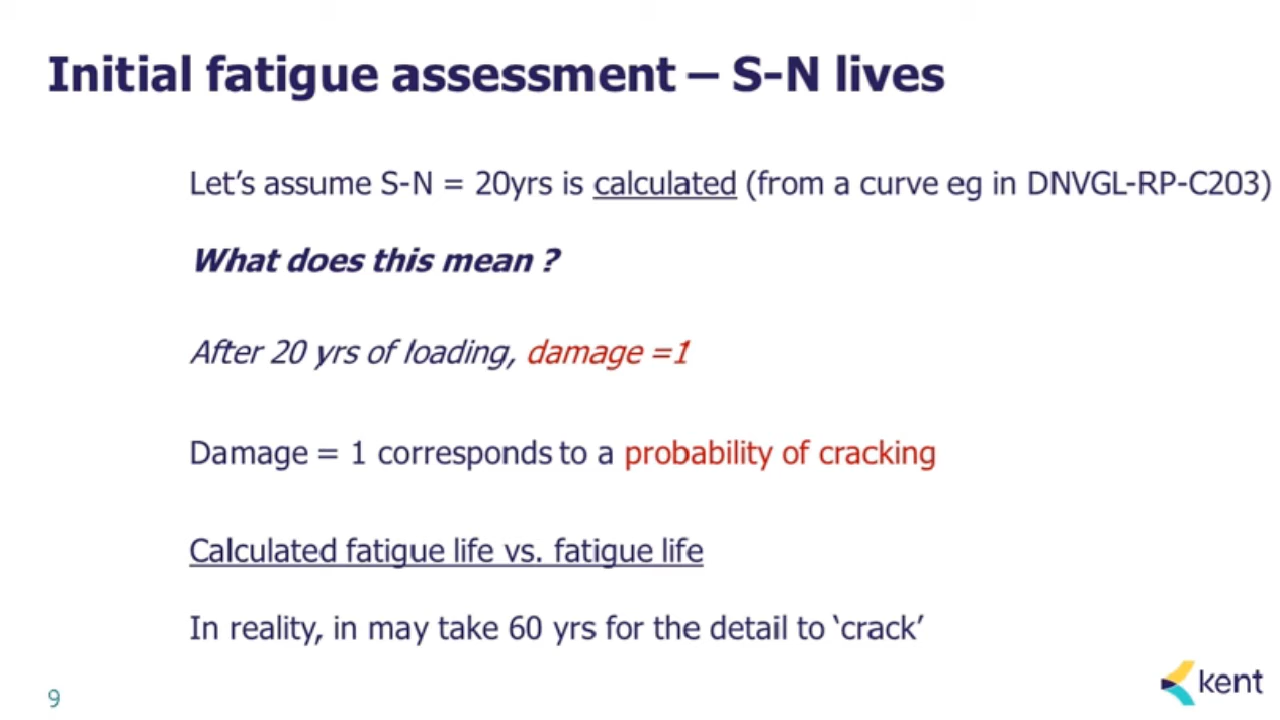 Initial fatigue assessment – S-N lives
Let's assume S-N = 20yrs is calculated (from a curve eg in DNVGL-RP-C203)
What does this mean ?
After 20 yrs of loading, damage =1
Damage = 1 corresponds to a probability of cracking
Calculated fatigue life vs. fatigue life
In reality, in may take 60 yrs for the detail to ‘crack’
9
kent